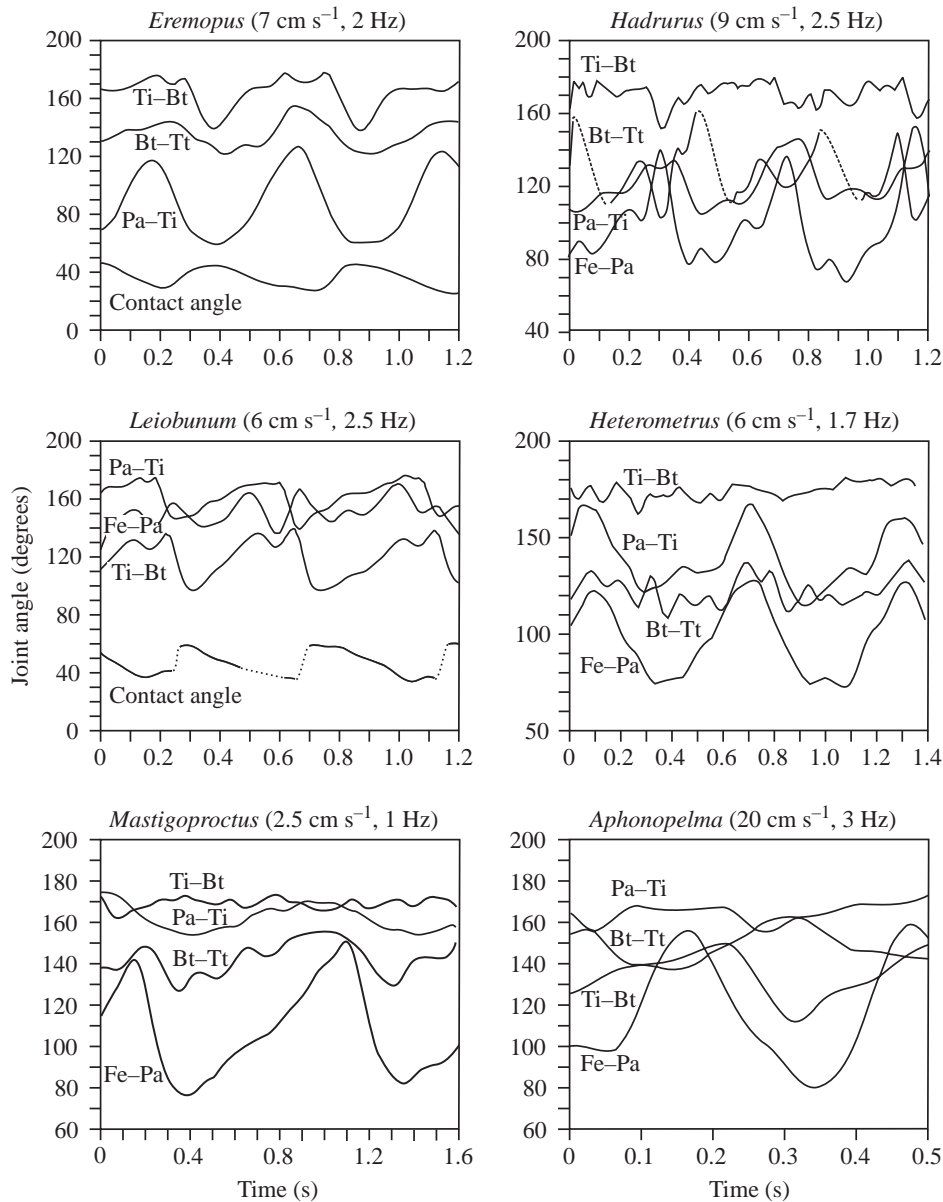 Eremopus (7 cm s⁻¹, 2 Hz)
200
160
120
80
40
0
Ti–Bt
Bt–Tt
Pa–Ti
Contact angle
0 0.2 0.4 0.6 0.8 1.0 1.2
Hadrurus (9 cm s⁻¹, 2.5 Hz)
200
160
120
80
40
Ti–Bt
Bt–Tt
Pa–Ti
Fe–Pa
0 0.2 0.4 0.6 0.8 1.0 1.2
Leiobunum (6 cm s⁻¹, 2.5 Hz)
Joint angle (degrees)
200
160
120
80
40
0
Pa–Ti
Fe–Pa
Ti–Bt
Contact angle
0 0.2 0.4 0.6 0.8 1.0 1.2
Heterometrus (6 cm s⁻¹, 1.7 Hz)
200
150
100
50
Ti–Bt
Pa–Ti
Bt–Tt
Fe–Pa
0 0.2 0.4 0.6 0.8 1.0 1.2 1.4
Mastigoproctus (2.5 cm s⁻¹, 1 Hz)
200
180
160
140
120
100
80
60
Ti–Bt
Pa–Ti
Bt–Tt
Fe–Pa
0 0.4 0.8 1.2 1.6
Time (s)
Aphonopelma (20 cm s⁻¹, 3 Hz)
200
180
160
140
120
100
80
60
Pa–Ti
Bt–Tt
Ti–Bt
Fe–Pa
0 0.1 0.2 0.3 0.4 0.5
Time (s)